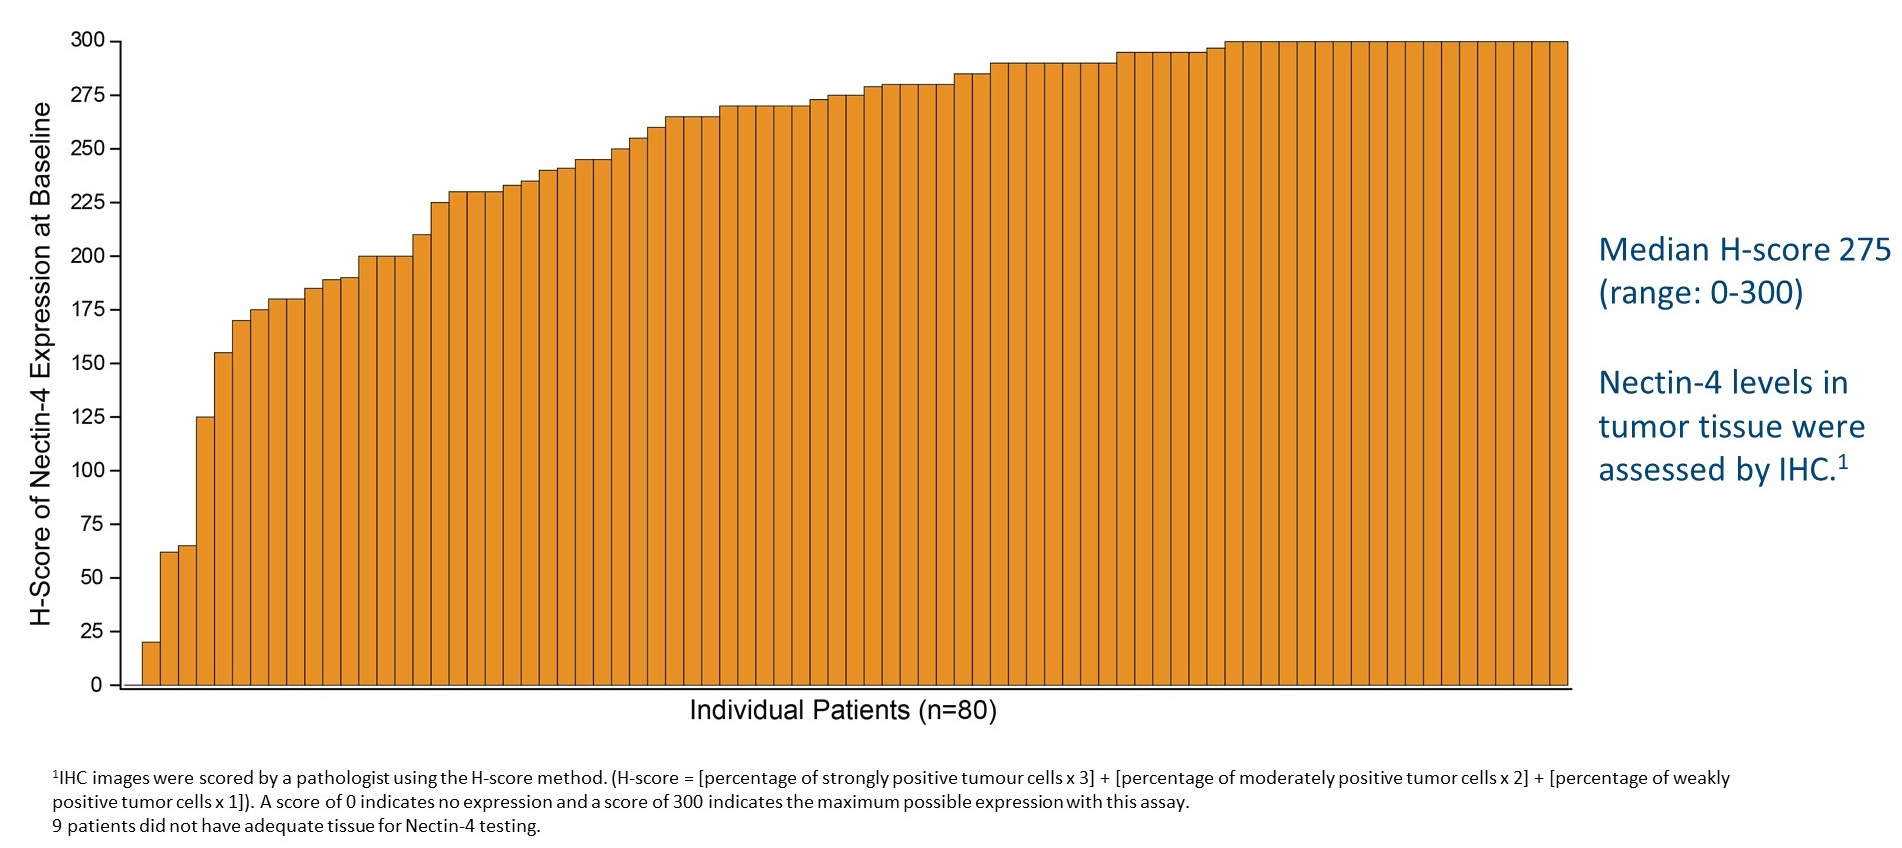 300
275
250
225
200
175
150
125
100
75
50
25
0
H-Score of Nectin-4 Expression at Baseline
Individual Patients (n=80)
Median H-score 275
(range: 0-300)
Nectin-4 levels in
tumor tissue were
assessed by IHC.¹
¹IHC images were scored by a pathologist using the H-score method. (H-score = [percentage of strongly positive tumour cells x 3] + [percentage of moderately positive tumor cells x 2] + [percentage of weakly
positive tumor cells x 1]). A score of 0 indicates no expression and a score of 300 indicates the maximum possible expression with this assay.
9 patients did not have adequate tissue for Nectin-4 testing.